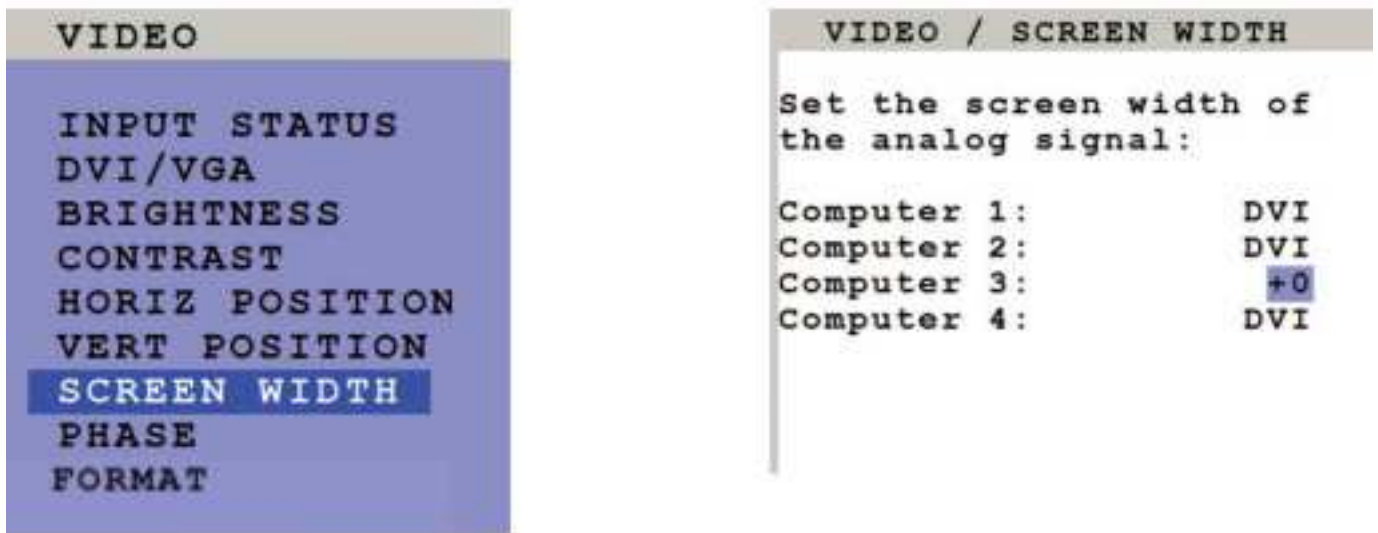 VIDEO
INPUT STATUS
DVI/VGA
BRIGHTNESS
CONTRAST
HORIZ POSITION
VERT POSITION
SCREEN WIDTH
PHASE
FORMAT
VIDEO / SCREEN WIDTH
Set the screen width of
the analog signal:
Computer 1: DVI
Computer 2: DVI
Computer 3: +0
Computer 4: DVI